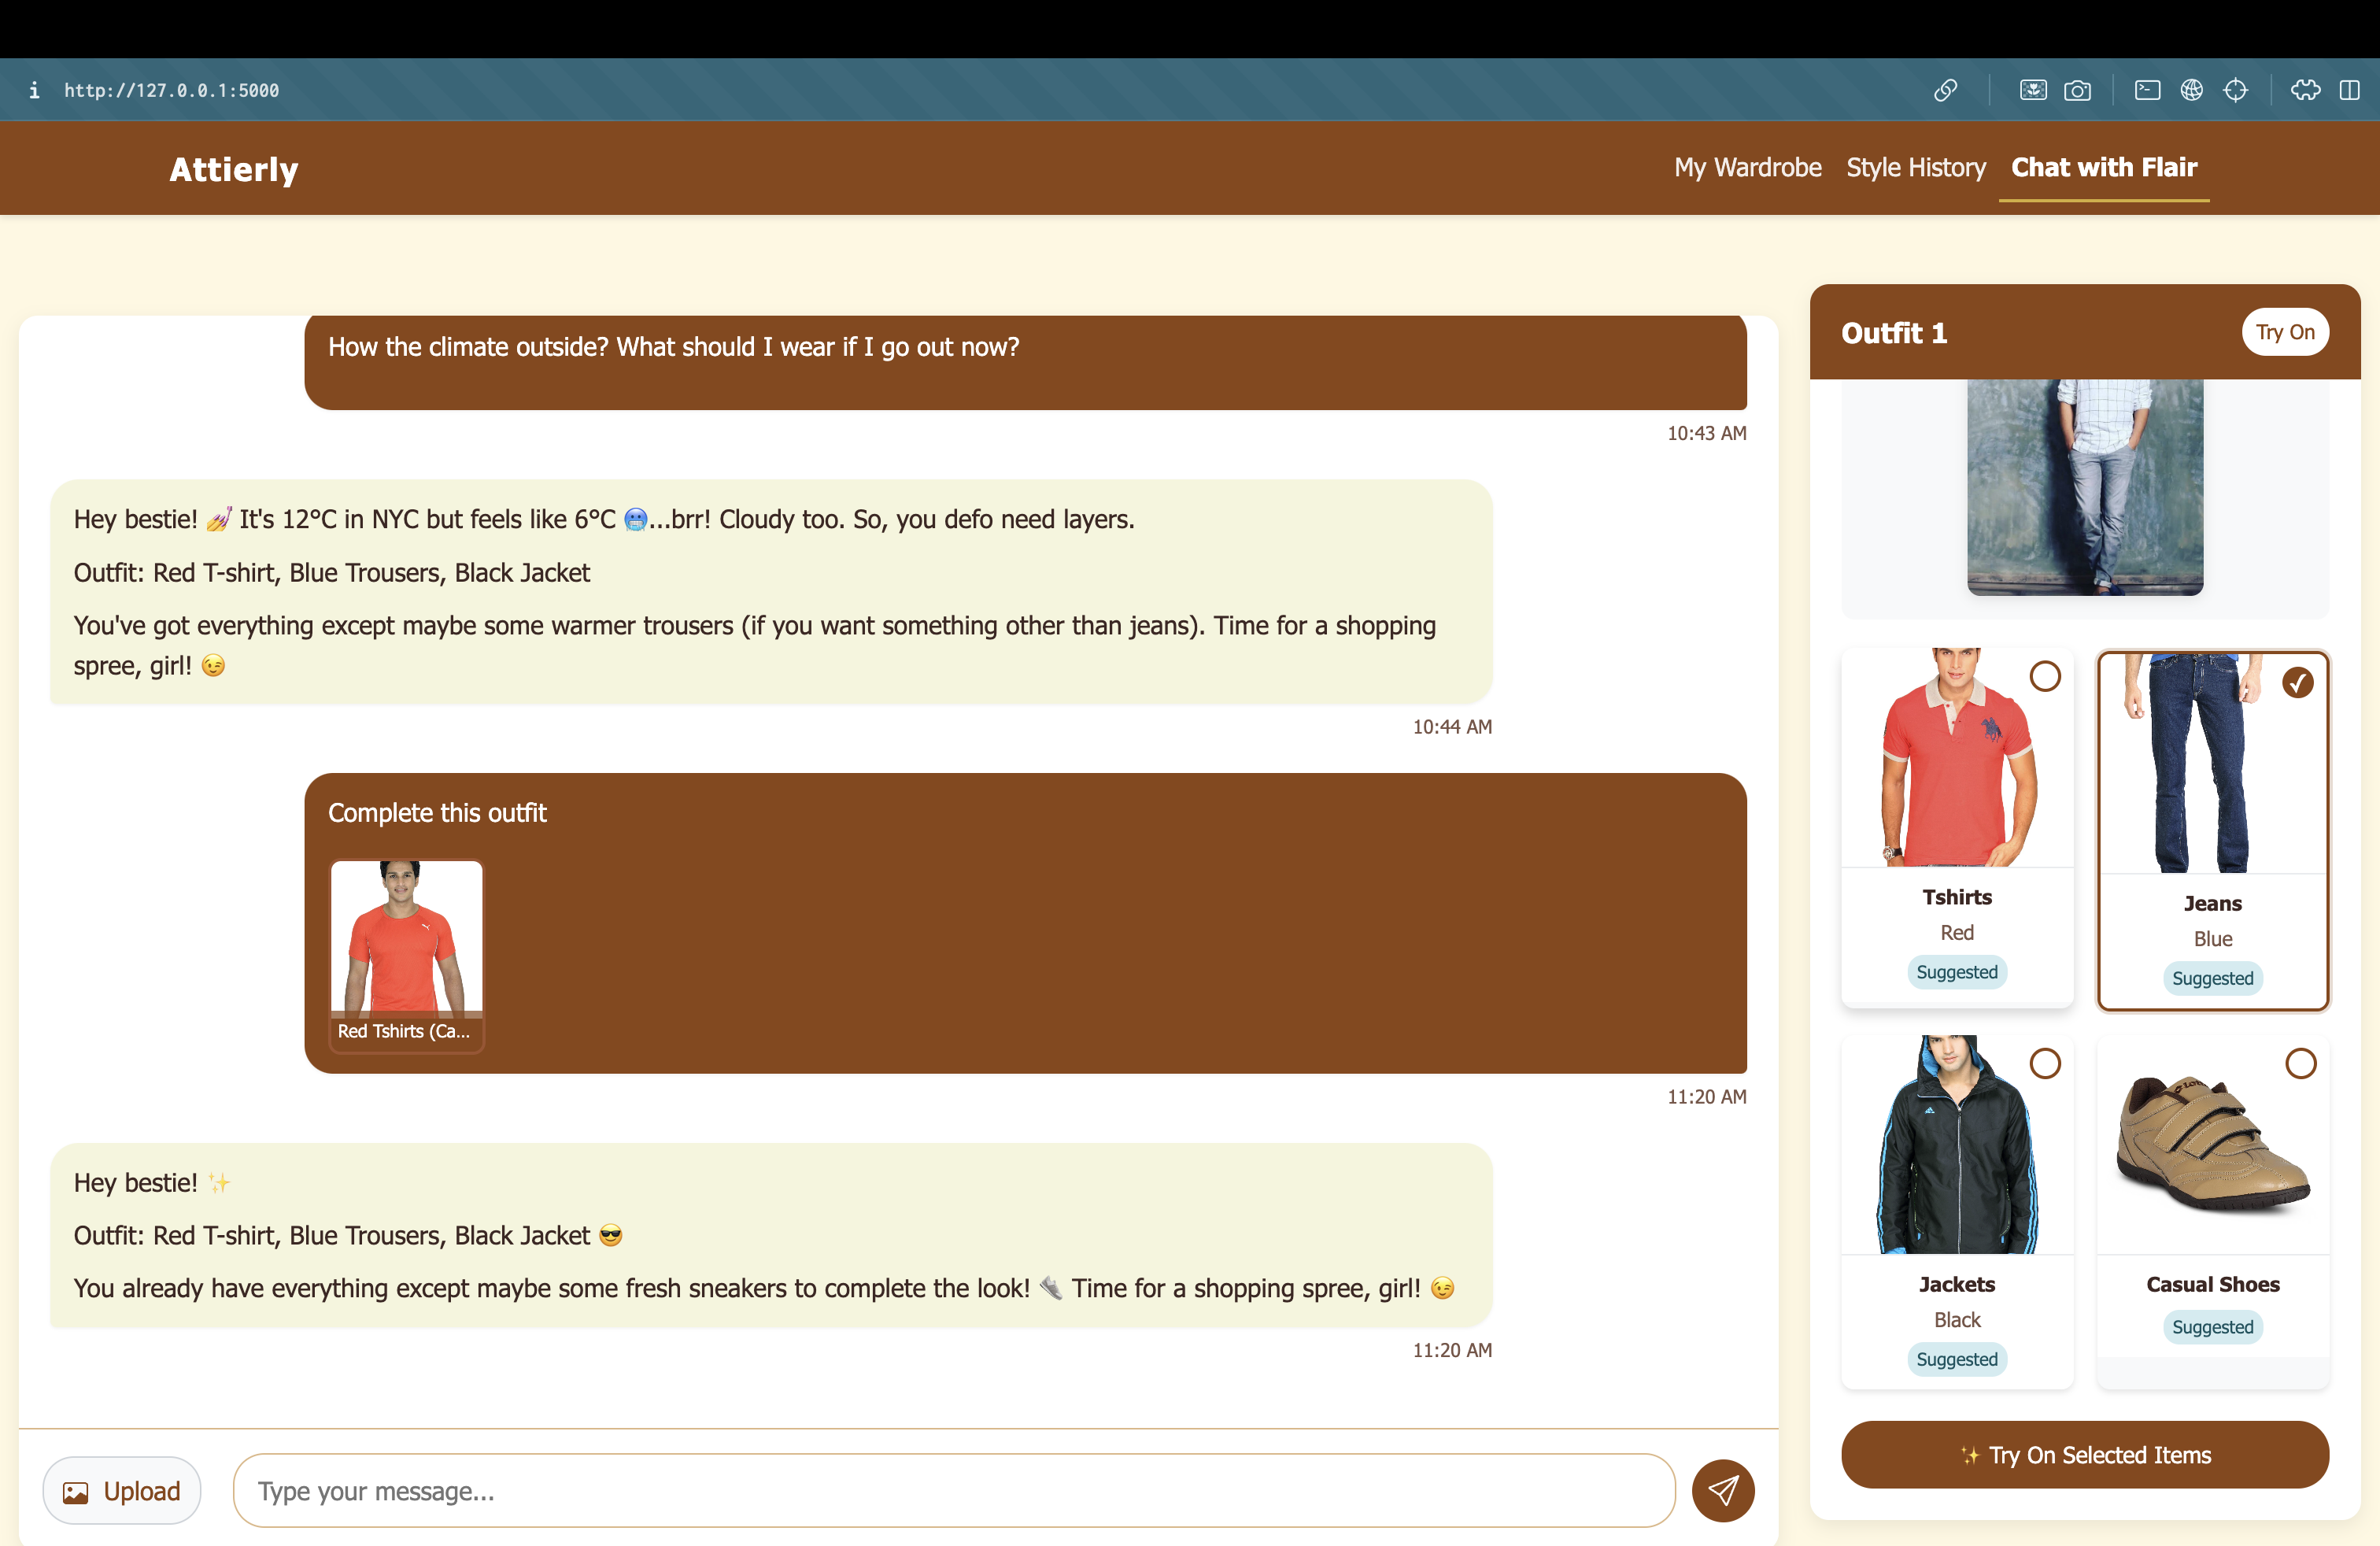 http://127.0.0.1:5000
Attierly
My Wardrobe
Style History
Chat with Flair
How the climate outside? What should I wear if I go out now?
10:43 AM
Hey bestie! 💅 It's 12°C in NYC but feels like 6°C 🥶...brr! Cloudy too. So, you defo need layers.
Outfit: Red T-shirt, Blue Trousers, Black Jacket
You've got everything except maybe some warmer trousers (if you want something other than jeans). Time for a shopping
spree, girl! 😉
10:44 AM
Complete this outfit
Red Tshirts (Ca...
11:20 AM
Hey bestie! ✨
Outfit: Red T-shirt, Blue Trousers, Black Jacket 😎
You already have everything except maybe some fresh sneakers to complete the look! 👟 Time for a shopping spree, girl! 😉
11:20 AM
Upload
Type your message...
Outfit 1
Try On
Tshirts
Red
Suggested
Jeans
Blue
Suggested
Jackets
Black
Suggested
Casual Shoes
Suggested
✨ Try On Selected Items